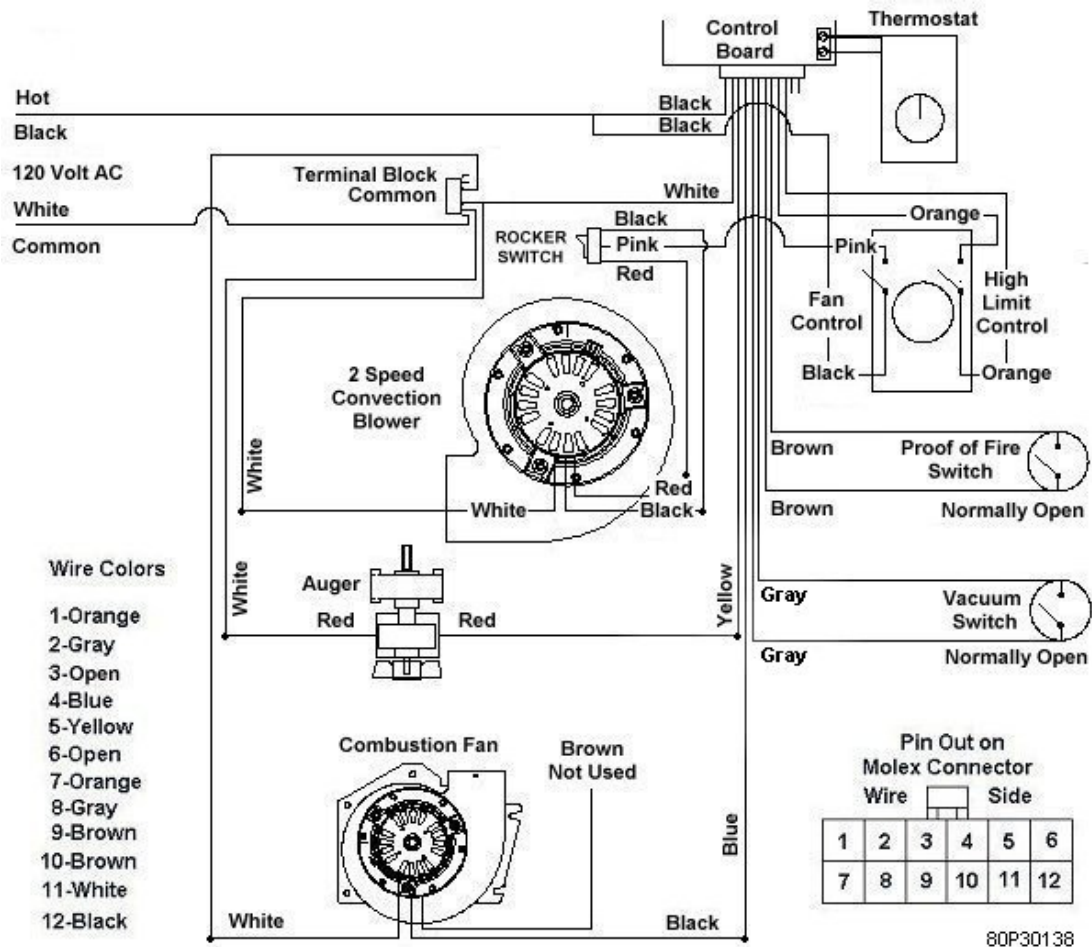 Control
Board
Thermostat
Hot
Black
Black
Black
120 Volt AC
Terminal Block
Common
White
White
Common
ROCKER
SWITCH
Black
Pink
Red
Orange
Pink
Fan
Control
High
Limit
Control
Black
Orange
2 Speed
Convection
Blower
White
White
Red
Black
Brown
Proof of Fire
Switch
Brown
Normally Open
Wire Colors
1-Orange
2-Gray
3-Open
4-Blue
5-Yellow
6-Open
7-Orange
8-Gray
9-Brown
10-Brown
11-White
12-Black
White
Auger
Red
Red
Yellow
Gray
Vacuum
Switch
Gray
Normally Open
Combustion Fan
Brown
Not Used
Blue
White
Black
Pin Out on
Molex Connector
Wire Side
1 2 3 4 5 6
7 8 9 10 11 12
80P30138